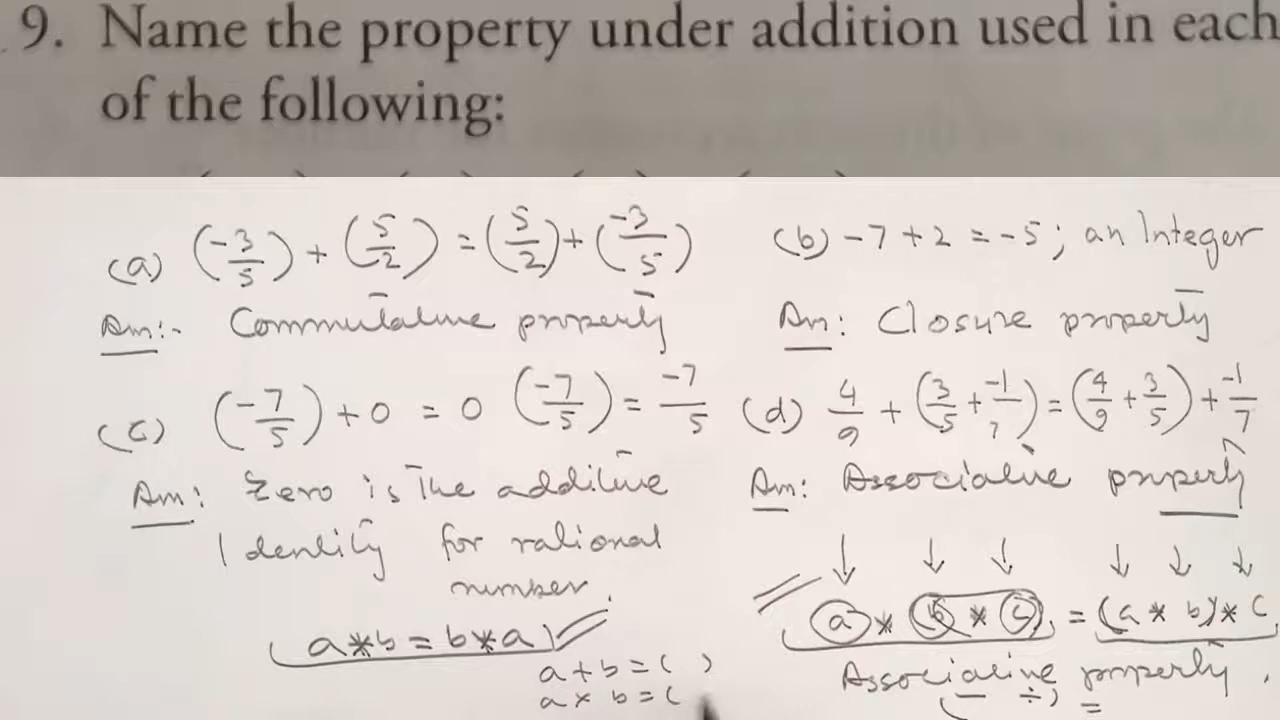 9. Name the property under addition used in each
of the following:
(a) (-3/5) + (5/-2) = (5/2) + (-3/5)
Ans:- Commutative property
(b) -7 + 2 = -5; an Integer
Ans: Closure property
(c) (-7/5) + 0 = 0 (-7/5) = -7/5
Ans: Zero is the additive
Identity for rational
number.
a * b = b * a
a + b = ( )
a × b = (
(d) 4/9 + (3/5 + -1/7) = (4/9 + 3/5) + -1/7
Ans: Associative property
a * (b * c) = (a * b) * c
Associative property.
(- ÷) =